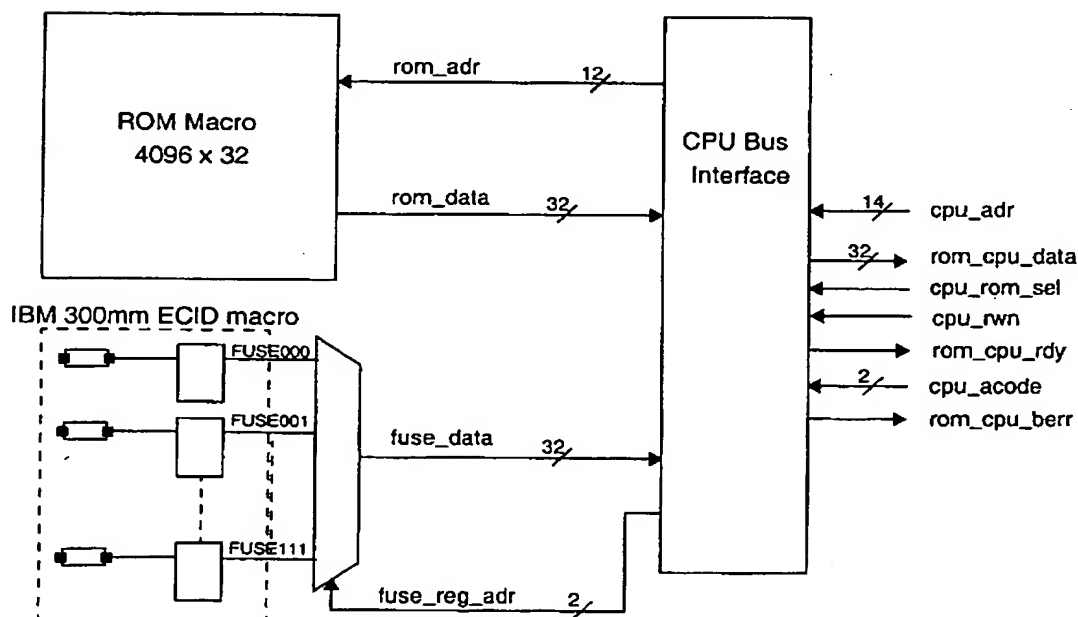 rom_adr
12
ROM Macro
4096 x 32
CPU Bus
Interface
rom_data
32
14
cpu_adr
32
rom_cpu_data
cpu_rom_sel
cpu_rwn
rom_cpu_rdy
2
cpu_acode
rom_cpu_berr
IBM 300mm ECID macro
FUSE000
FUSE001
fuse_data
32
FUSE111
fuse_reg_adr
2